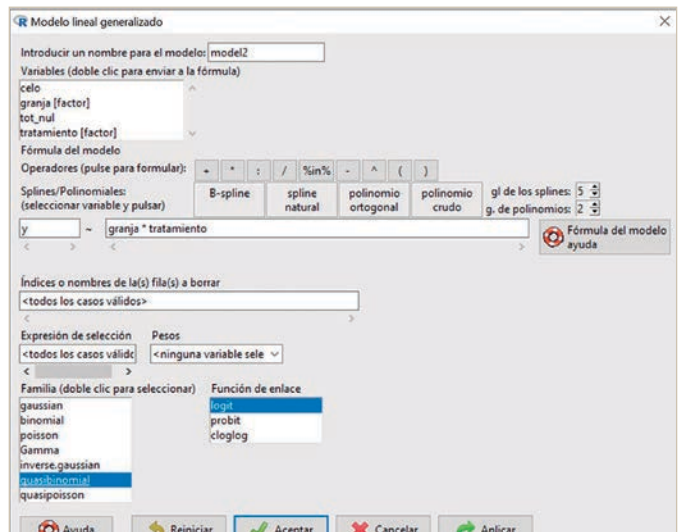 R Modelo lineal generalizado
Introducir un nombre para el modelo: model2
Variables (doble clic para enviar a la fórmula)
celo
granja [factor]
tot_nul
tratamiento [factor]
Fórmula del modelo
Operadores (pulse para formular): + * : / %in% - ^ ( )
Splines/Polinomiales:
(seleccionar variable y pulsar)
B-spline
spline natural
polinomio ortogonal
polinomio crudo
gl de los splines: 5
g. de polinomios: 2
y ~ granja * tratamiento
Fórmula del modelo
ayuda
Índices o nombres de la(s) fila(s) a borrar
<todos los casos válidos>
Expresión de selección Pesos
<todos los casos válidc <ninguna variable sele
Familia (doble clic para seleccionar) Función de enlace
gaussian
binomial
poisson
Gamma
inverse.gaussian
quasibinomial
quasipoisson
logit
probit
cloglog
Ayuda Reiniciar Aceptar Cancelar Aplicar